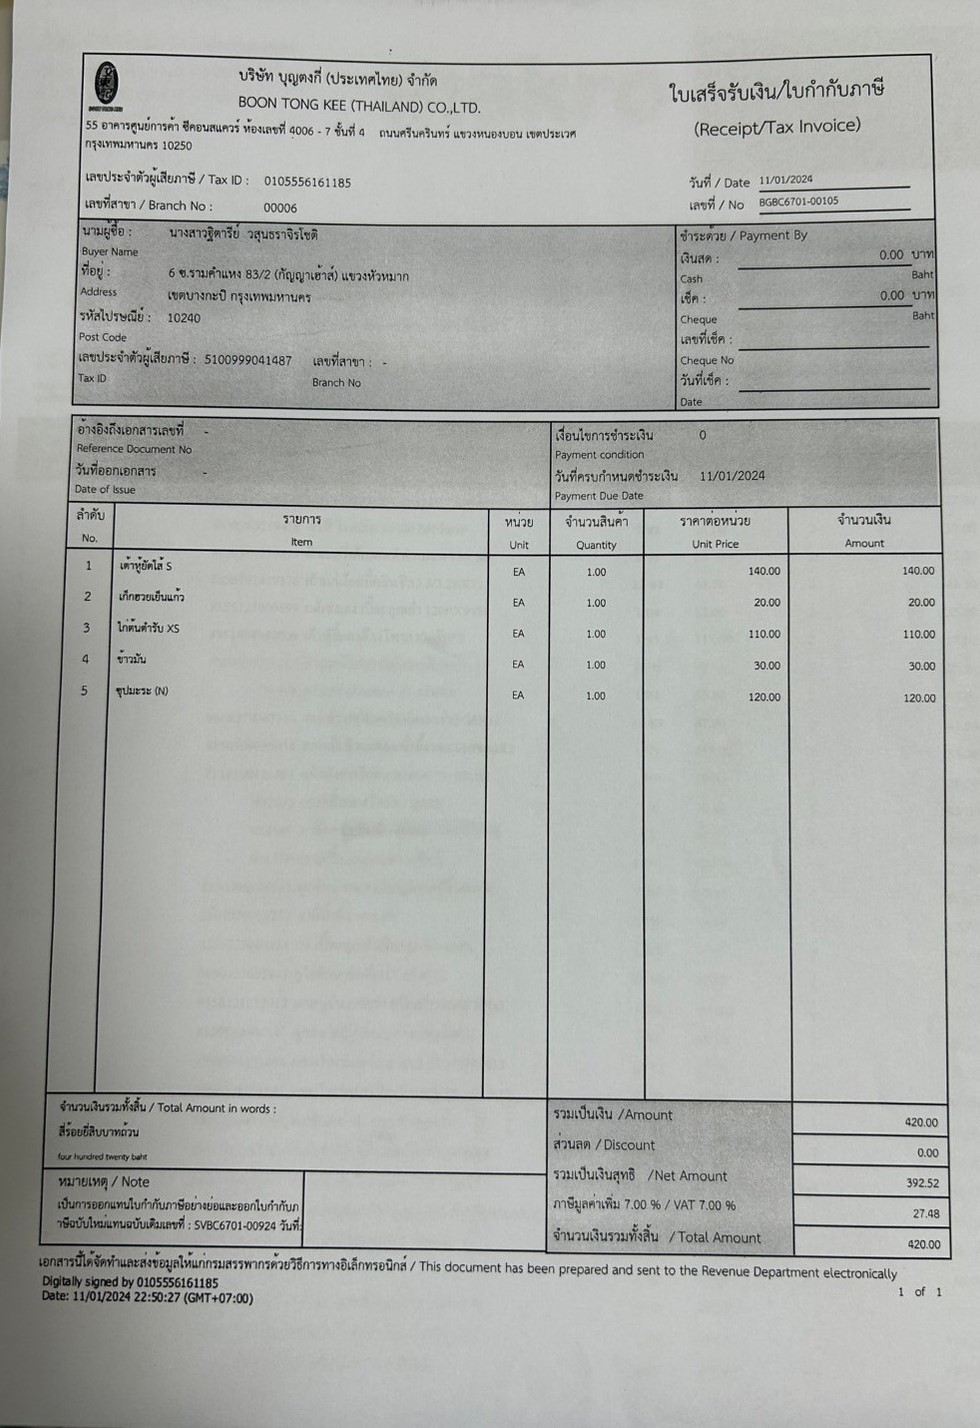 บริษัท บุญตงกี่ (ประเทศไทย) จำกัด
BOON TONG KEE (THAILAND) CO.,LTD.
55 อาคารศูนย์การค้า ซีคอนสแควร์ ห้องเลขที่ 4006 - 7 ชั้นที่ 4 ถนนศรีนครินทร์ แขวงหนองบอน เขตประเวศ
กรุงเทพมหานคร 10250
ใบเสร็จรับเงิน/ใบกำกับภาษี
(Receipt/Tax Invoice)
เลขประจำตัวผู้เสียภาษี / Tax ID : 0105556161185
เลขที่สาขา / Branch No : 00006
วันที่ / Date 11/01/2024
เลขที่ / No BGBC6701-00105
นามผู้ซื้อ : นางสาวฐิตารีย์ วสุนธราจิรโชติ
Buyer Name
ที่อยู่ : 6 ซ.รามคำแหง 83/2 (กัญญาเฮ้าส์) แขวงหัวหมาก
Address เขตบางกะปิ กรุงเทพมหานคร
รหัสไปรษณีย์ : 10240
Post Code
เลขประจำตัวผู้เสียภาษี : 5100999041487 เลขที่สาขา : -
Tax ID Branch No
ชำระด้วย / Payment By
เงินสด : 0.00 บาท
Cash Baht
เช็ค : 0.00 บาท
Cheque Baht
เลขที่เช็ค :
Cheque No
วันที่เช็ค :
Date
อ้างอิงถึงเอกสารเลขที่ -
Reference Document No
วันที่ออกเอกสาร -
Date of Issue
เงื่อนไขการชำระเงิน 0
Payment condition
วันที่ครบกำหนดชำระเงิน 11/01/2024
Payment Due Date
ลำดับ รายการ หน่วย จำนวนสินค้า ราคาต่อหน่วย จำนวนเงิน
No. Item Unit Quantity Unit Price Amount
1 เต้าหู้ยัดไส้ S EA 1.00 140.00 140.00
2 เก็กฮวยเย็นแก้ว EA 1.00 20.00 20.00
3 ไก่ต้นตำรับ XS EA 1.00 110.00 110.00
4 ข้าวมัน EA 1.00 30.00 30.00
5 ซุปมะระ (N) EA 1.00 120.00 120.00
จำนวนเงินรวมทั้งสิ้น / Total Amount in words :
สี่ร้อยยี่สิบบาทถ้วน
four hundred twenty baht
หมายเหตุ / Note
เป็นการออกแทนใบกำกับภาษีอย่างย่อและออกใบกำกับภ
าษีฉบับใหม่แทนฉบับเดิมเลขที่ : SVBC6701-00924 วันที่:
รวมเป็นเงิน /Amount 420.00
ส่วนลด / Discount 0.00
รวมเป็นเงินสุทธิ /Net Amount 392.52
ภาษีมูลค่าเพิ่ม 7.00 % / VAT 7.00 % 27.48
จำนวนเงินรวมทั้งสิ้น / Total Amount 420.00
เอกสารนี้ได้จัดทำและส่งข้อมูลให้แก่กรมสรรพากรด้วยวิธีการทางอิเล็กทรอนิกส์ / This document has been prepared and sent to the Revenue Department electronically
Digitally signed by 0105556161185
Date: 11/01/2024 22:50:27 (GMT+07:00)
1 of 1